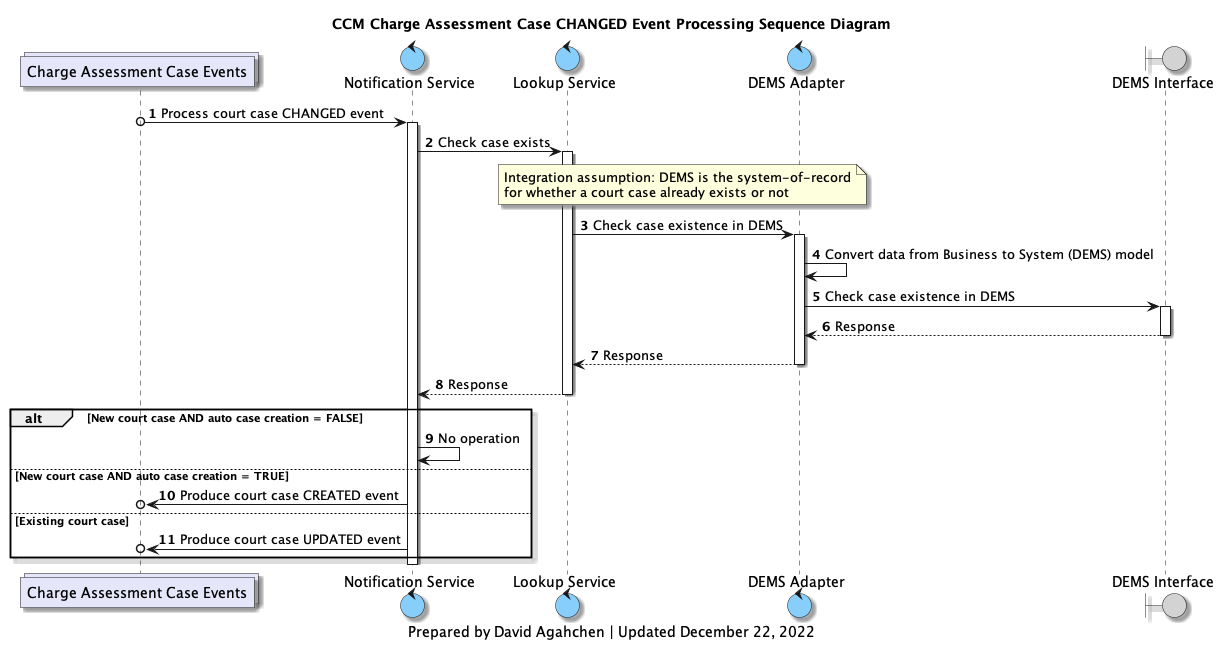 CCM Charge Assessment Case CHANGED Event Processing Sequence Diagram
Charge Assessment Case Events
Notification Service
Lookup Service
DEMS Adapter
DEMS Interface
1 Process court case CHANGED event
2 Check case exists
Integration assumption: DEMS is the system-of-record
for whether a court case already exists or not
3 Check case existence in DEMS
4 Convert data from Business to System (DEMS) model
5 Check case existence in DEMS
6 Response
7 Response
8 Response
alt [New court case AND auto case creation = FALSE]
9 No operation
[New court case AND auto case creation = TRUE]
10 Produce court case CREATED event
[Existing court case]
11 Produce court case UPDATED event
Charge Assessment Case Events
Notification Service
Lookup Service
DEMS Adapter
DEMS Interface
Prepared by David Agahchen | Updated December 22, 2022